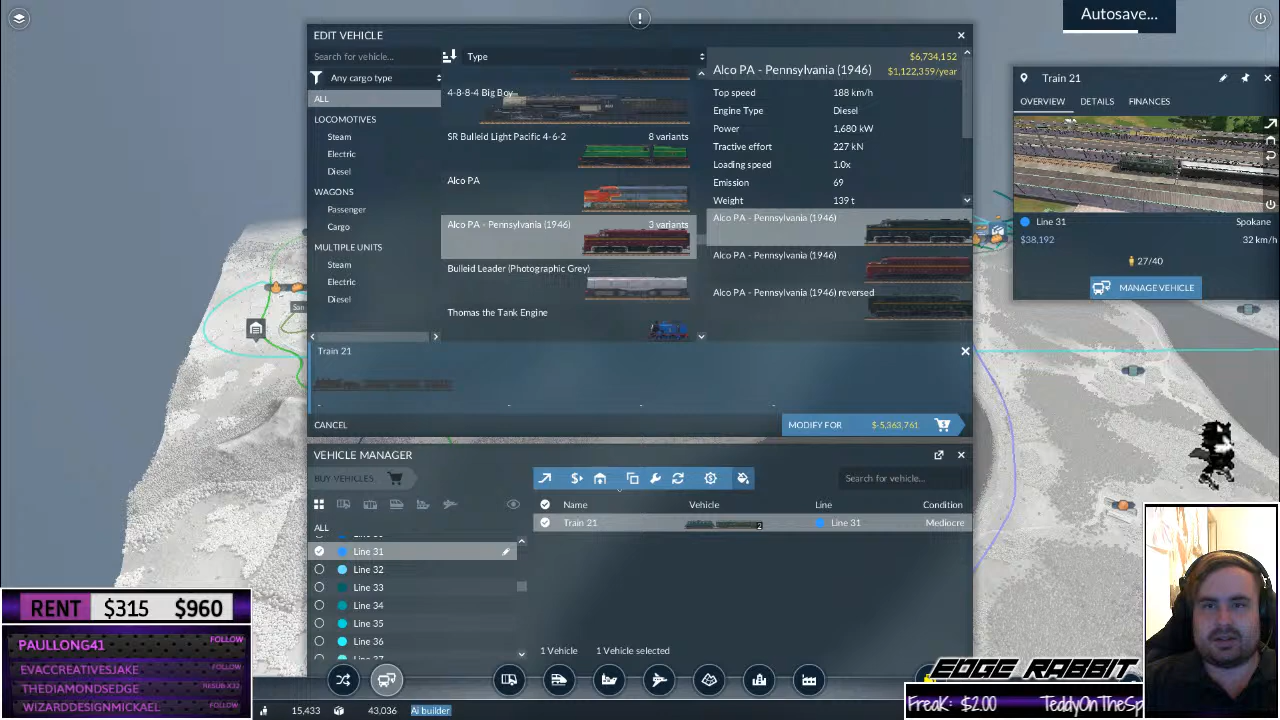 Autosave...
EDIT VEHICLE
Search for vehicle...
Type
Any cargo type
ALL
LOCOMOTIVES
Steam
Electric
Diesel
WAGONS
Passenger
Cargo
MULTIPLE UNITS
Steam
Electric
Diesel
4-8-8-4 Big Boy
SR Bulleid Light Pacific 4-6-2
8 variants
Alco PA
Alco PA - Pennsylvania (1946)
3 variants
Bulleid Leader (Photographic Grey)
Thomas the Tank Engine
$6,734,152
Alco PA - Pennsylvania (1946)
$1,122,359/year
Top speed 188 km/h
Engine Type Diesel
Power 1,680 kW
Tractive effort 227 kN
Loading speed 1.0x
Emission 69
Weight 139 t
Alco PA - Pennsylvania (1946)
Alco PA - Pennsylvania (1946)
Alco PA - Pennsylvania (1946) reversed
Train 21
CANCEL
MODIFY FOR $-5,363,761
Train 21
OVERVIEW DETAILS FINANCES
Line 31 Spokane
$38,192 32 km/h
27/40
MANAGE VEHICLE
San
VEHICLE MANAGER
BUY VEHICLES
Search for vehicle...
ALL
Line 31
Line 32
Line 33
Line 34
Line 35
Line 36
Name Vehicle Line Condition
Train 21 2 Line 31 Mediocre
1 Vehicle 1 Vehicle selected
RENT $315 $960
PAULLONG41 FOLLOW
EVACCREATIVESJAKE FOLLOW
THEDIAMONDSEDGE RESUB X32
WIZARDDESIGNMICKAEL FOLLOW
15,433 43,036 AI builder
EDGE RABBIT
Freak: $2.00 TeddyOnTheSp